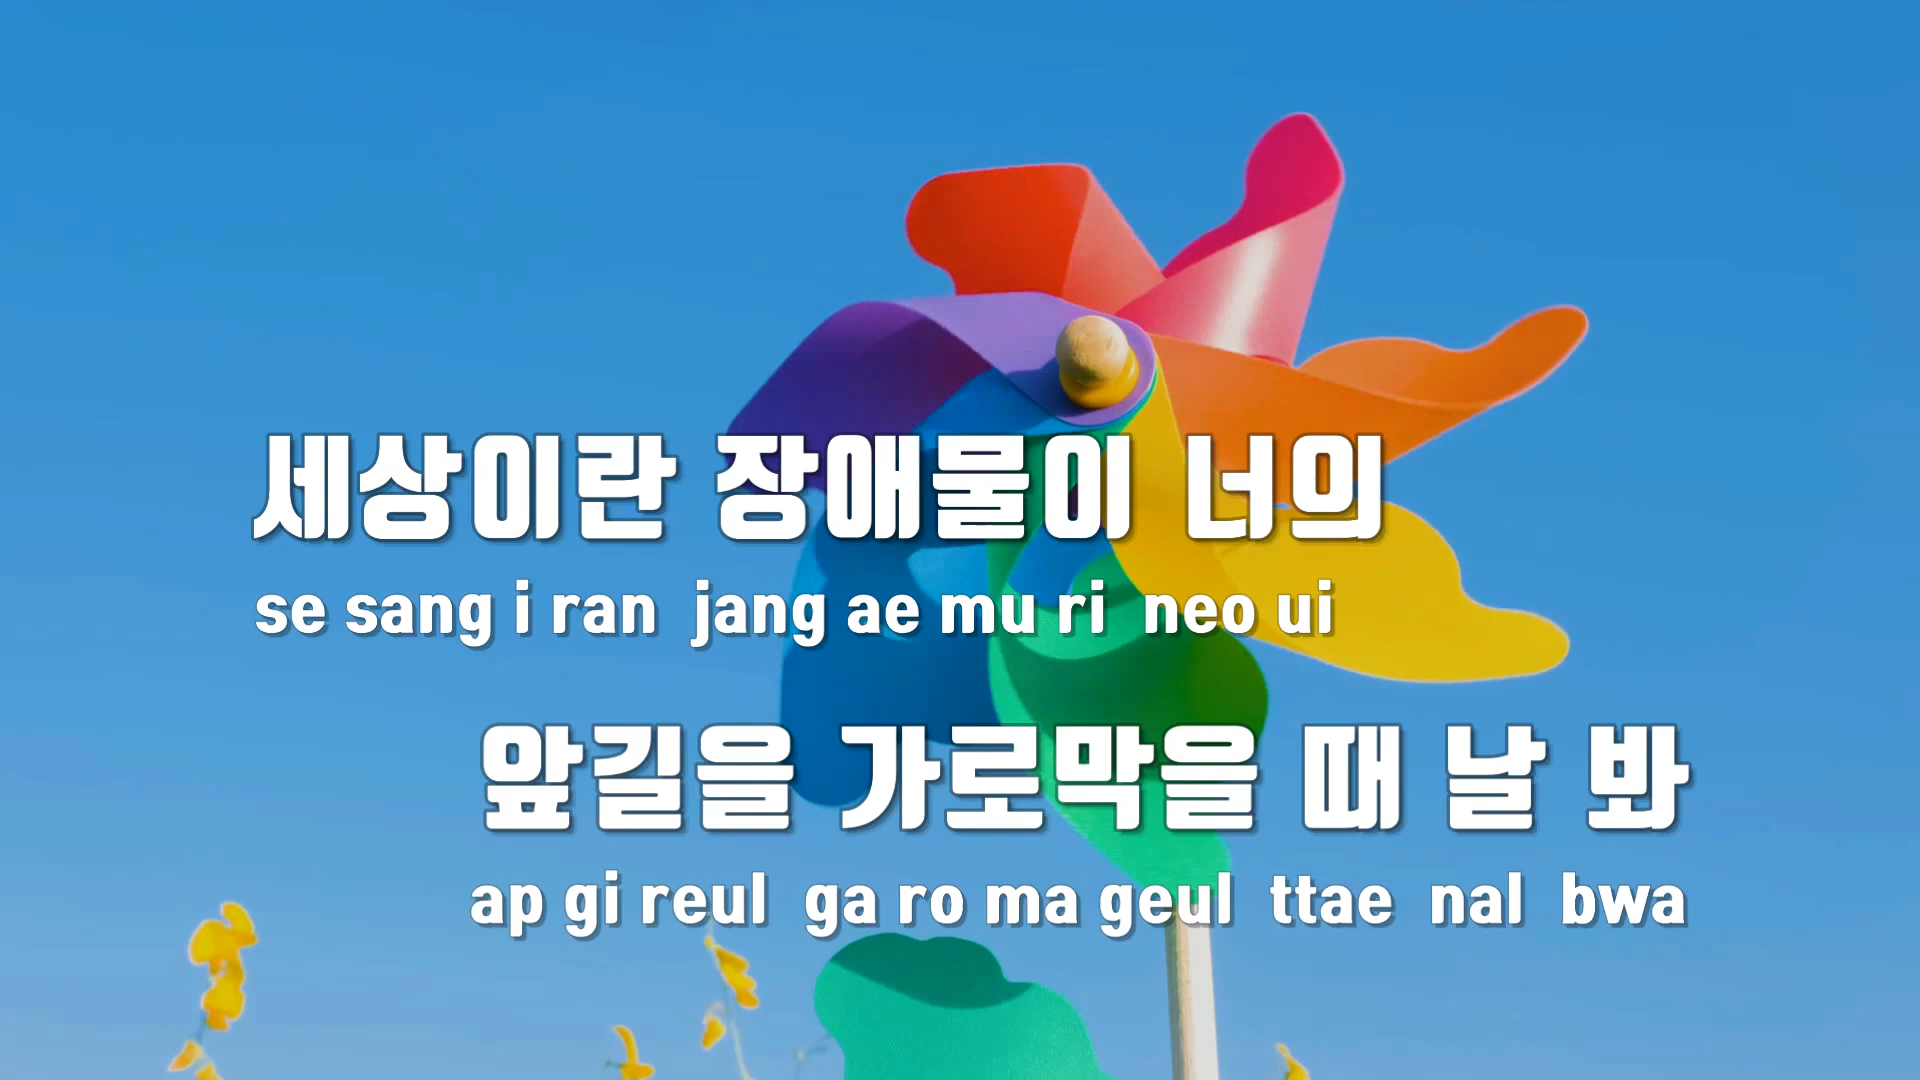 세상이란 장애물이 너의
se sang i ran jang ae mu ri neo ui
앞길을 가로막을 때 날 봐
ap gi reul ga ro ma geul ttae nal bwa